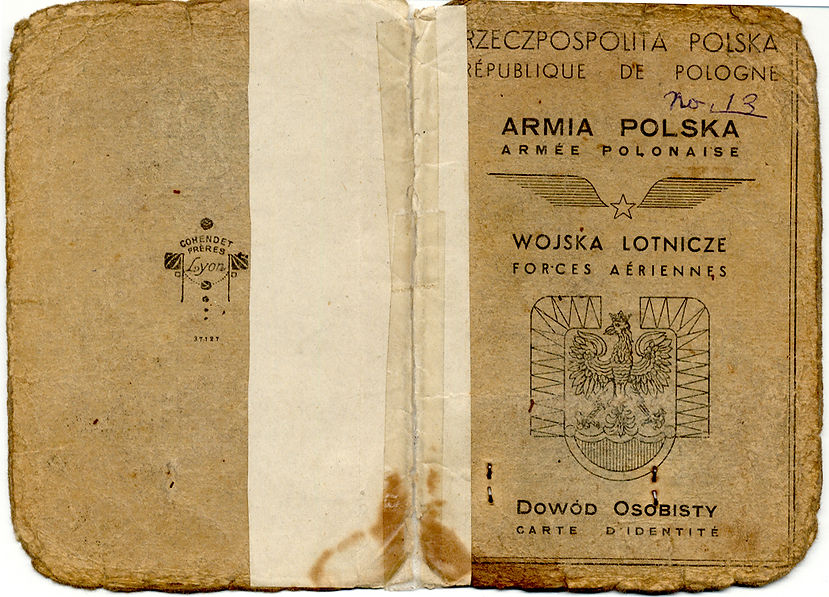 COHENDET
FRÈRES
Lyon
37127
RZECZPOSPOLITA POLSKA
RÉPUBLIQUE DE POLOGNE
No. 13
ARMIA POLSKA
ARMÉE POLONAISE
WOJSKA LOTNICZE
FORCES AÉRIENNES
DOWÓD OSOBISTY
CARTE D'IDENTITÉ